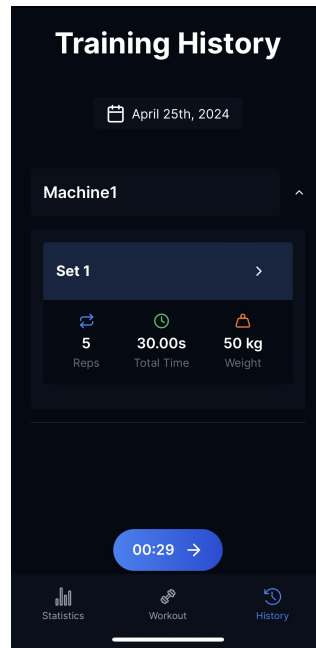 Training History
April 25th, 2024
Machine1
Set 1
5 30.00s 50 kg
Reps Total Time Weight
00:29
Statistics Workout History